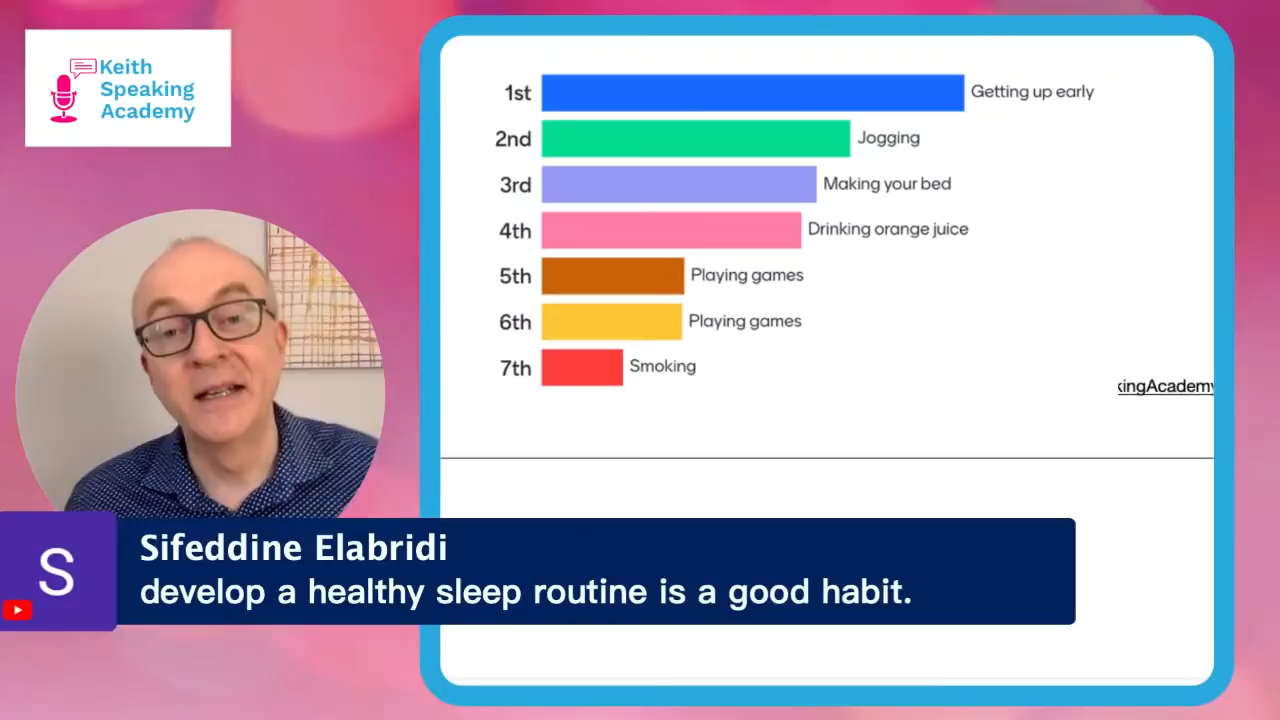 Keith
Speaking
Academy
1st Getting up early
2nd Jogging
3rd Making your bed
4th Drinking orange juice
5th Playing games
6th Playing games
7th Smoking
kingAcademy
S
Sifeddine Elabridi
develop a healthy sleep routine is a good habit.